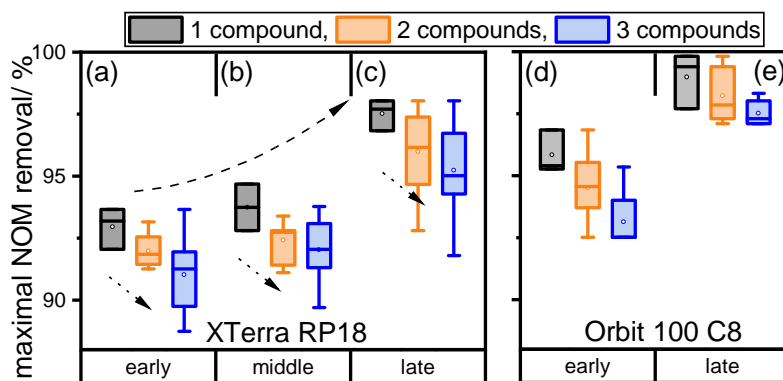 1 compound, 2 compounds, 3 compounds
maximal NOM removal/ %
100
95
90
(a) (b) (c) (d) (e)
XTerra RP18 Orbit 100 C8
early middle late early late